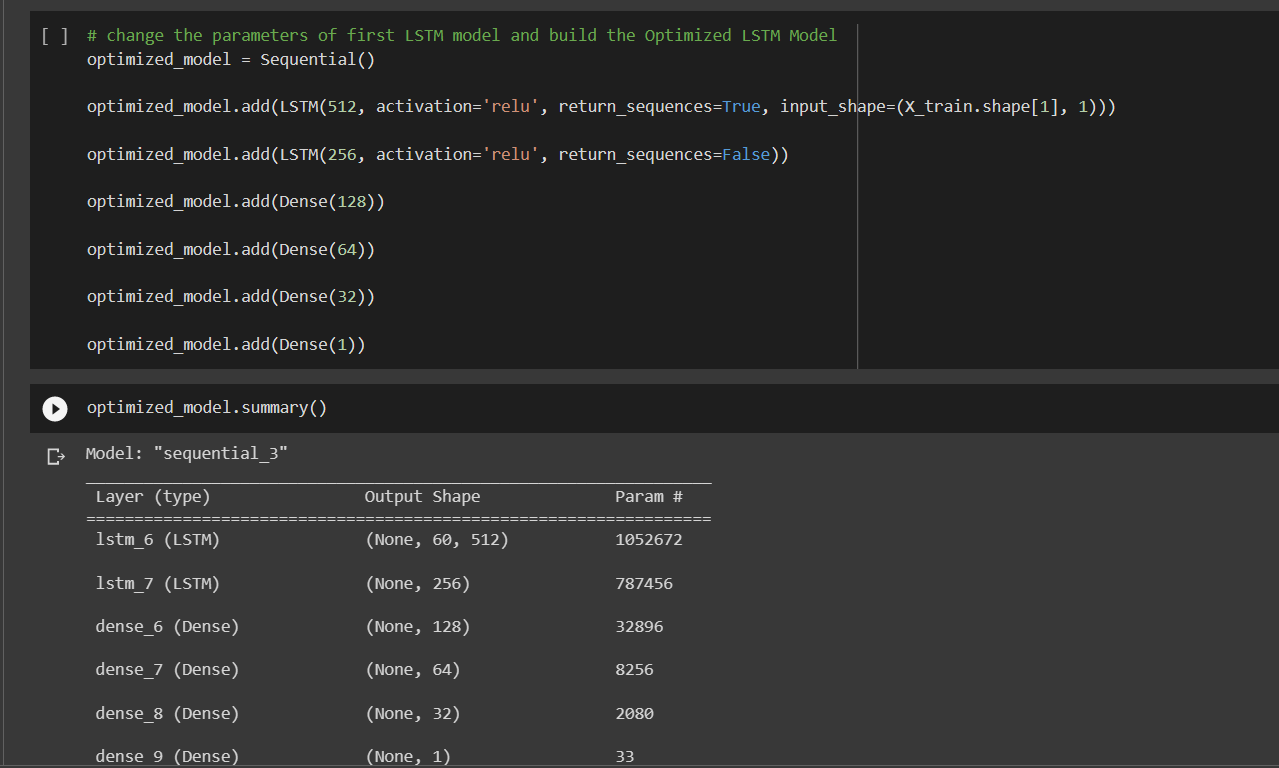 [ ] # change the parameters of first LSTM model and build the Optimized LSTM Model
optimized_model = Sequential()
optimized_model.add(LSTM(512, activation='relu', return_sequences=True, input_shape=(X_train.shape[1], 1)))
optimized_model.add(LSTM(256, activation='relu', return_sequences=False))
optimized_model.add(Dense(128))
optimized_model.add(Dense(64))
optimized_model.add(Dense(32))
optimized_model.add(Dense(1))
optimized_model.summary()
Model: "sequential_3"
Layer (type) Output Shape Param #
=================================================================
lstm_6 (LSTM) (None, 60, 512) 1052672
lstm_7 (LSTM) (None, 256) 787456
dense_6 (Dense) (None, 128) 32896
dense_7 (Dense) (None, 64) 8256
dense_8 (Dense) (None, 32) 2080
dense_9 (Dense) (None, 1) 33